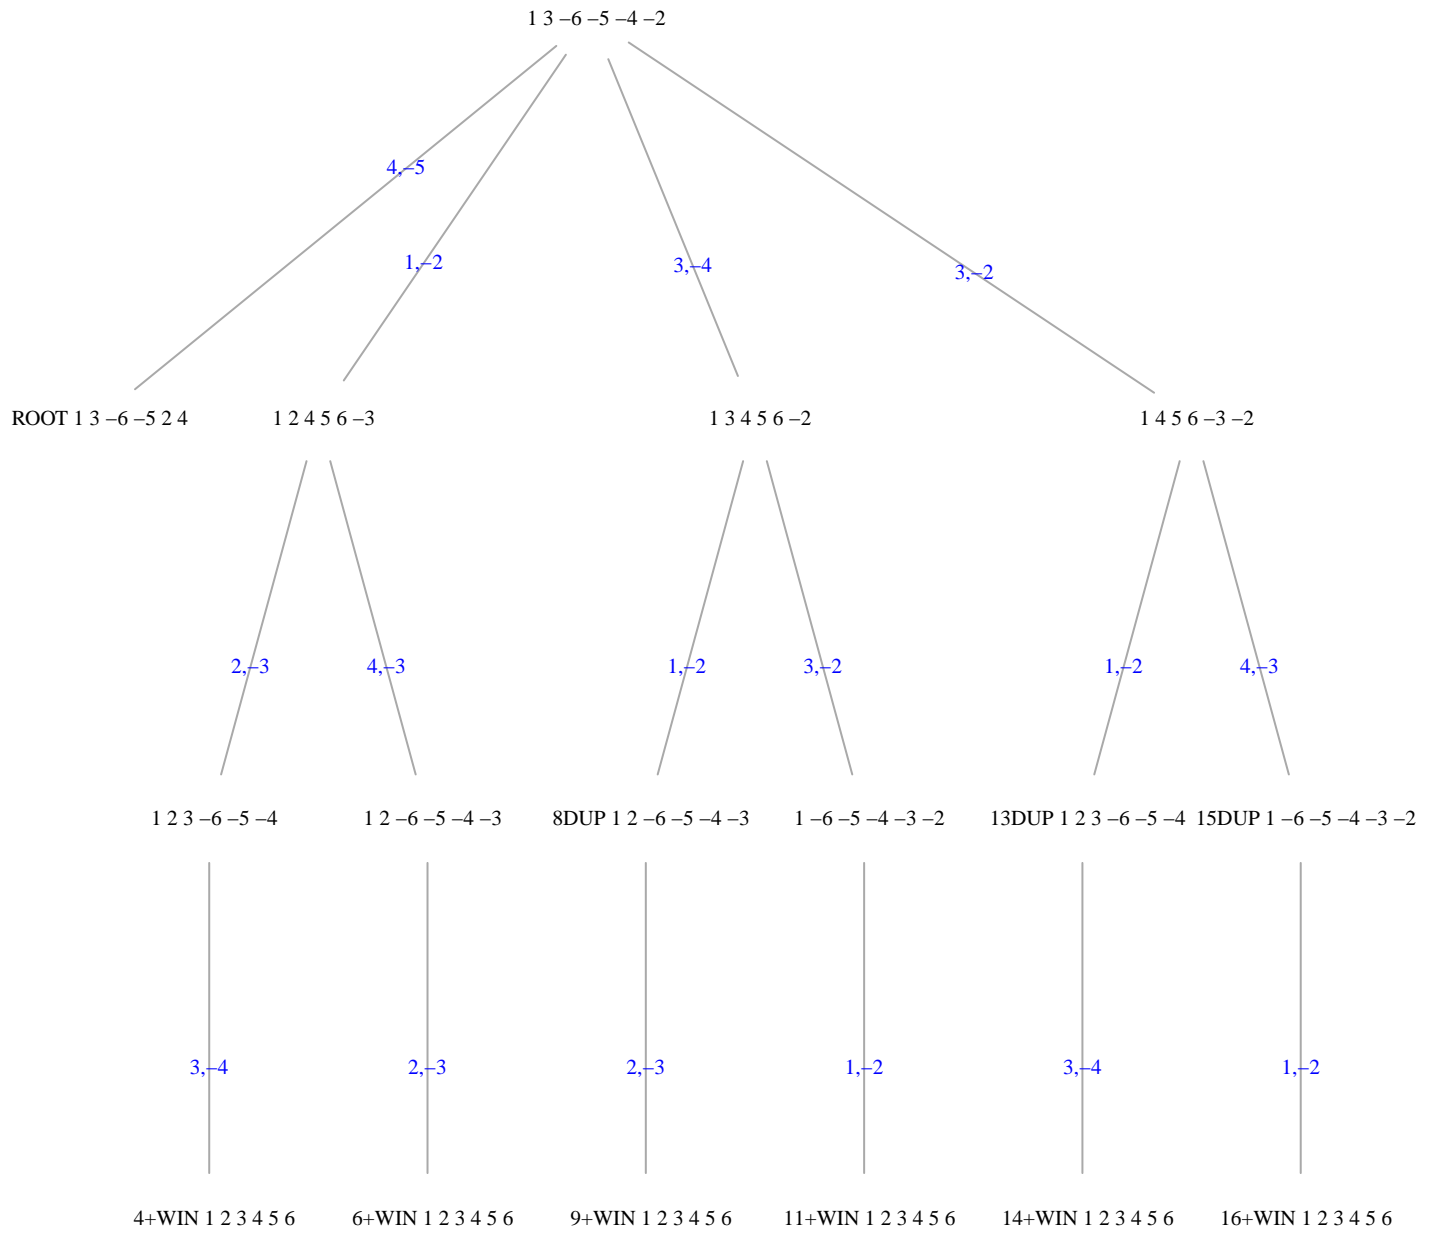 1 3 –6 –5 –4 –2
4,–5
1,–2
3,–4
3,–2
ROOT 1 3 –6 –5 2 4
1 2 4 5 6 –3
1 3 4 5 6 –2
1 4 5 6 –3 –2
2,–3
4,–3
1,–2
3,–2
1,–2
4,–3
1 2 3 –6 –5 –4
1 2 –6 –5 –4 –3
8DUP 1 2 –6 –5 –4 –3
1 –6 –5 –4 –3 –2
13DUP 1 2 3 –6 –5 –4
15DUP 1 –6 –5 –4 –3 –2
3,–4
2,–3
2,–3
1,–2
3,–4
1,–2
4+WIN 1 2 3 4 5 6
6+WIN 1 2 3 4 5 6
9+WIN 1 2 3 4 5 6
11+WIN 1 2 3 4 5 6
14+WIN 1 2 3 4 5 6
16+WIN 1 2 3 4 5 6